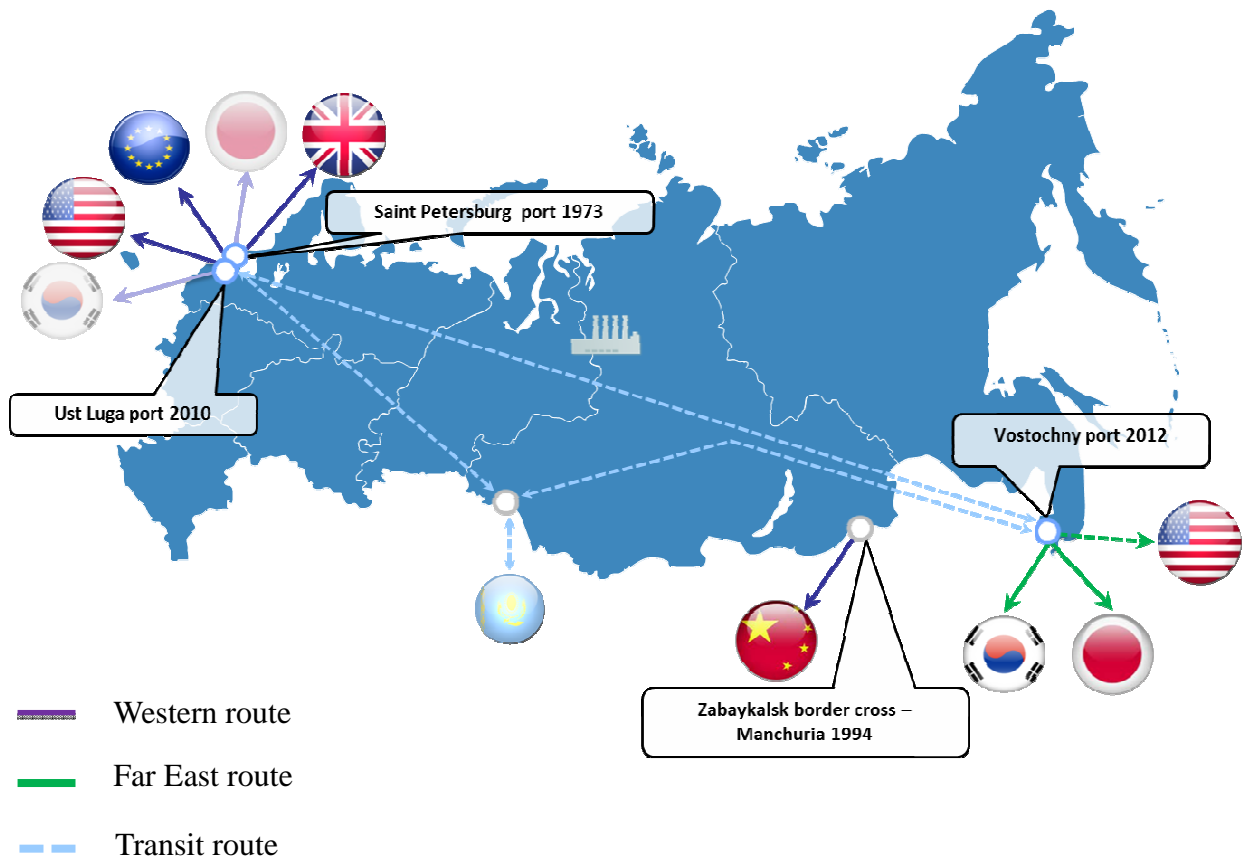 Saint Petersburg port 1973
Ust Luga port 2010
Vostochny port 2012
Zabaykalsk border cross –
Manchuria 1994
Western route
Far East route
Transit route